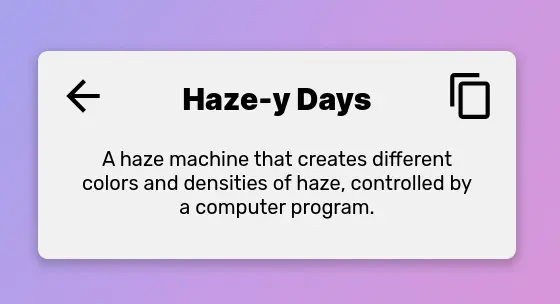 Haze-y Days
A haze machine that creates different
colors and densities of haze, controlled by
a computer program.